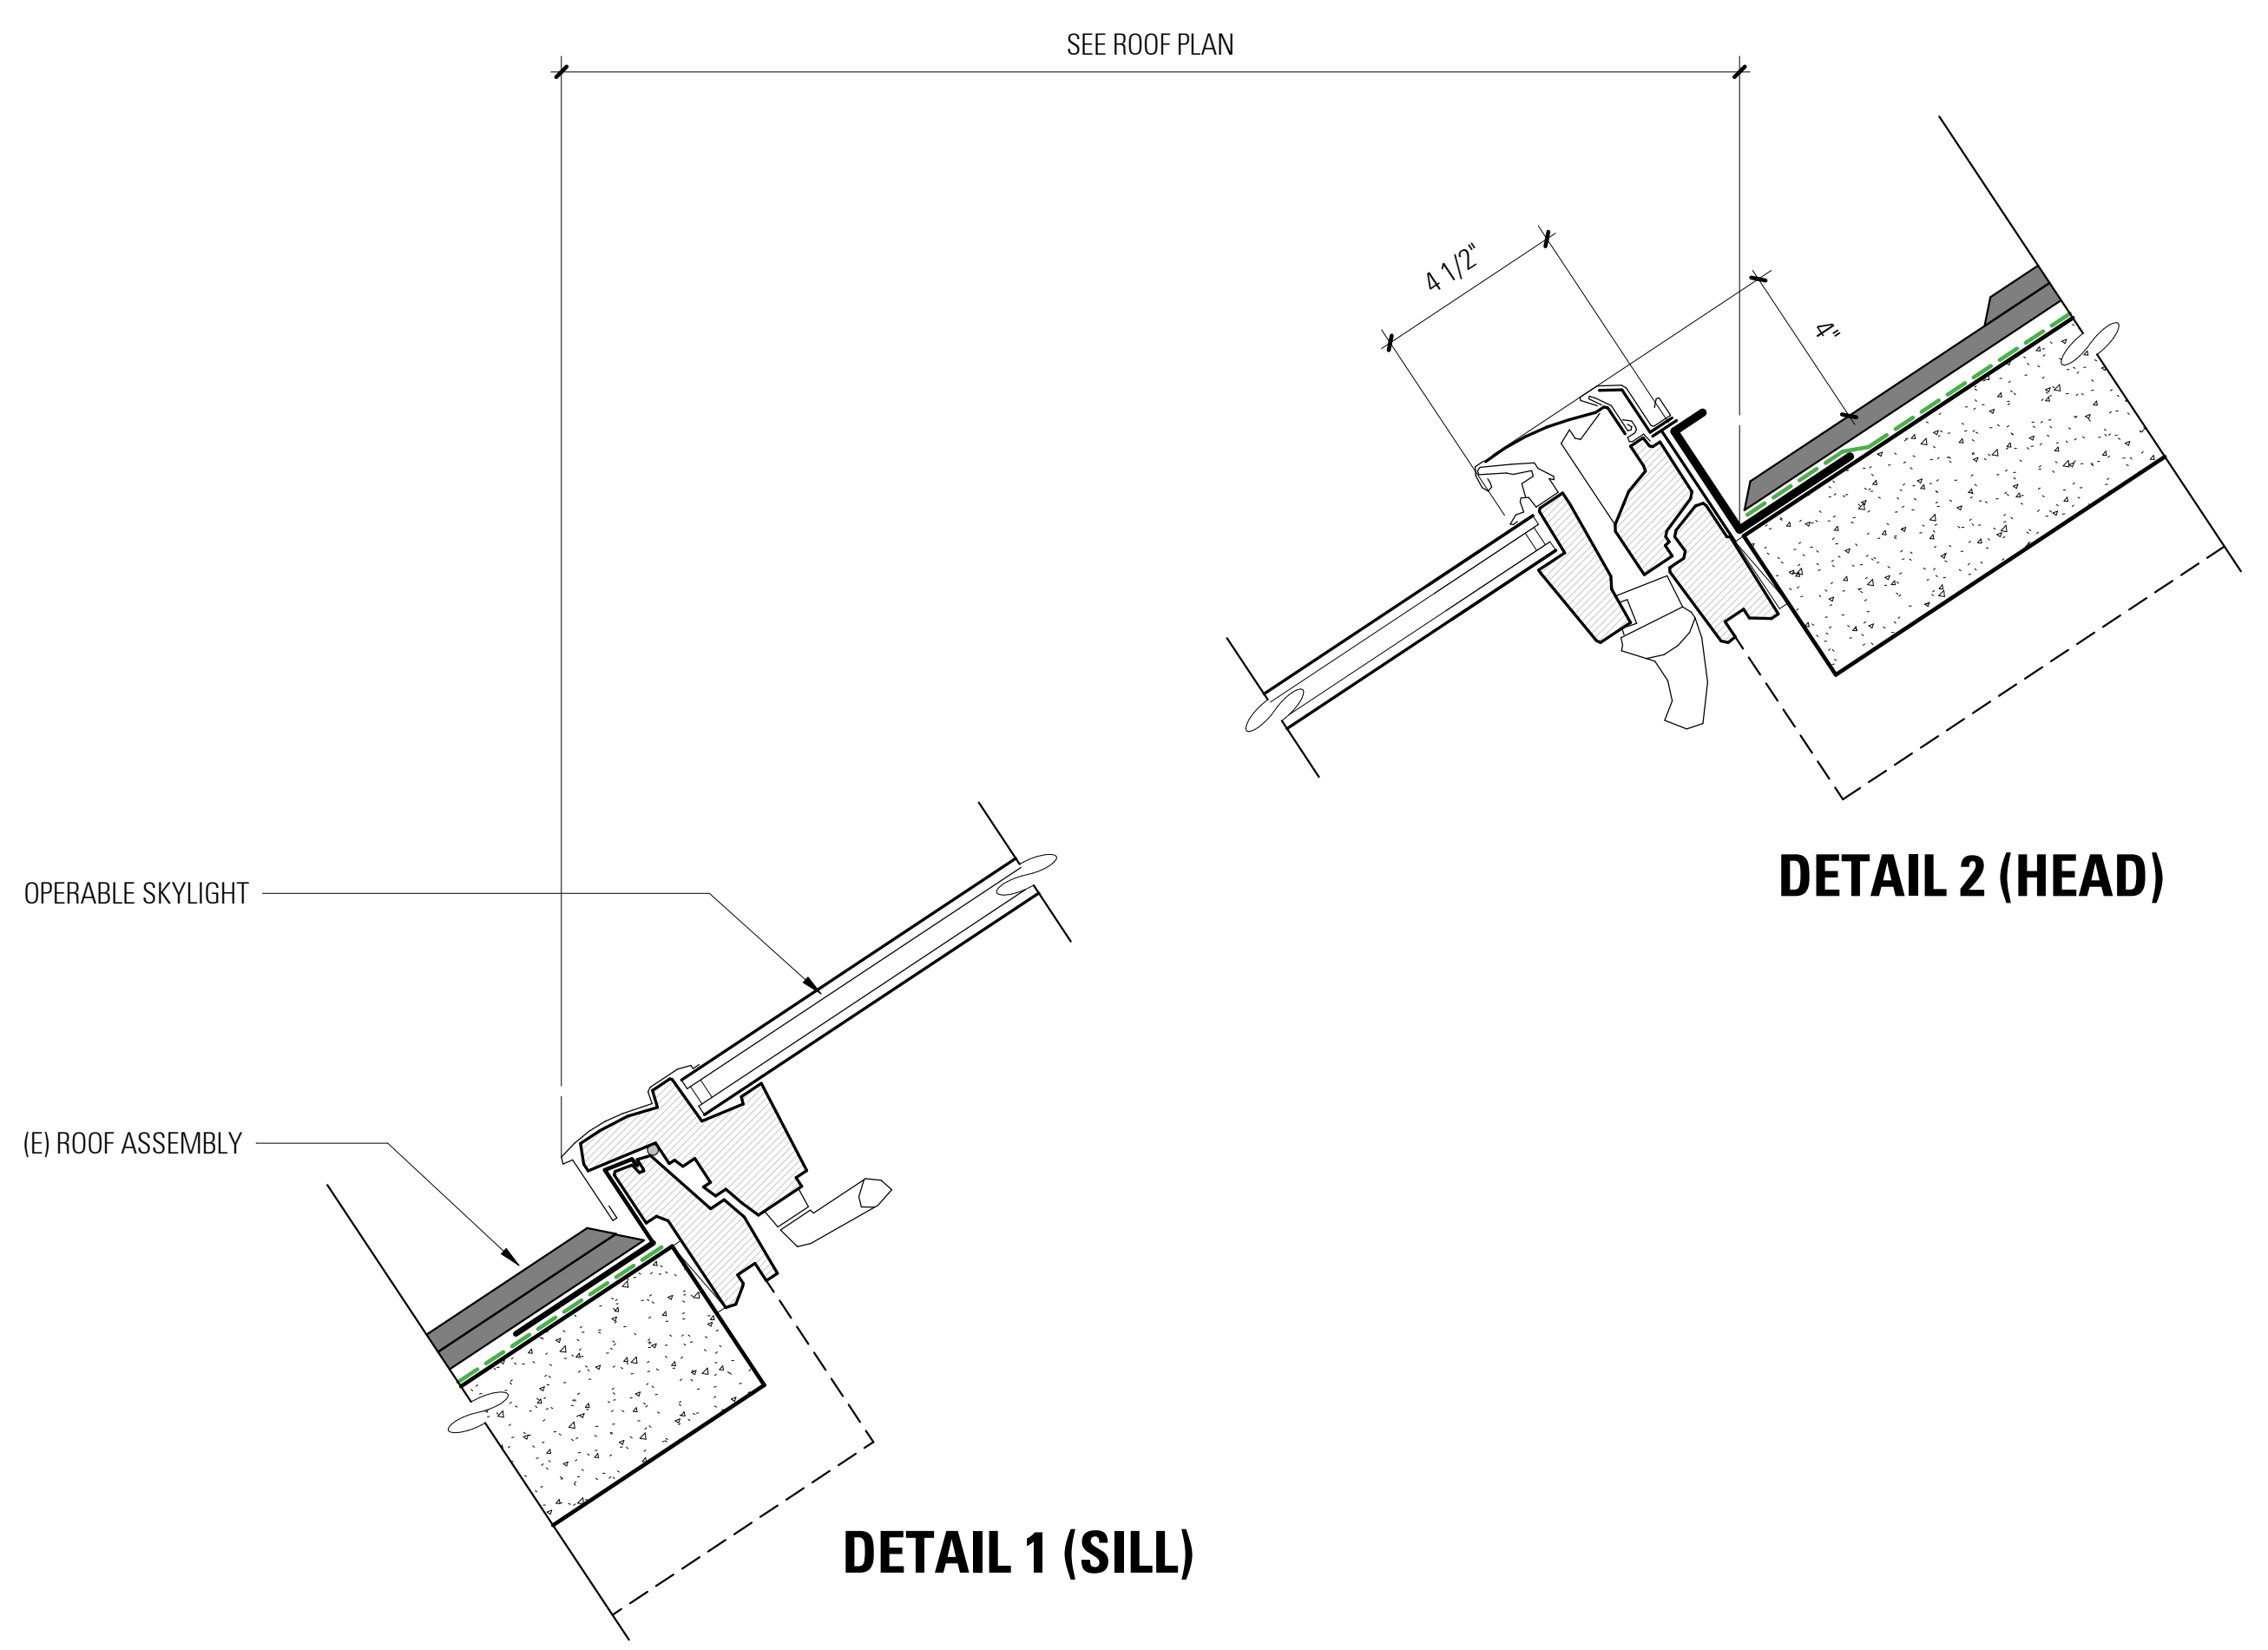 SEE ROOF PLAN
4 1/2"
4"
DETAIL 2 (HEAD)
OPERABLE SKYLIGHT
(E) ROOF ASSEMBLY
DETAIL 1 (SILL)